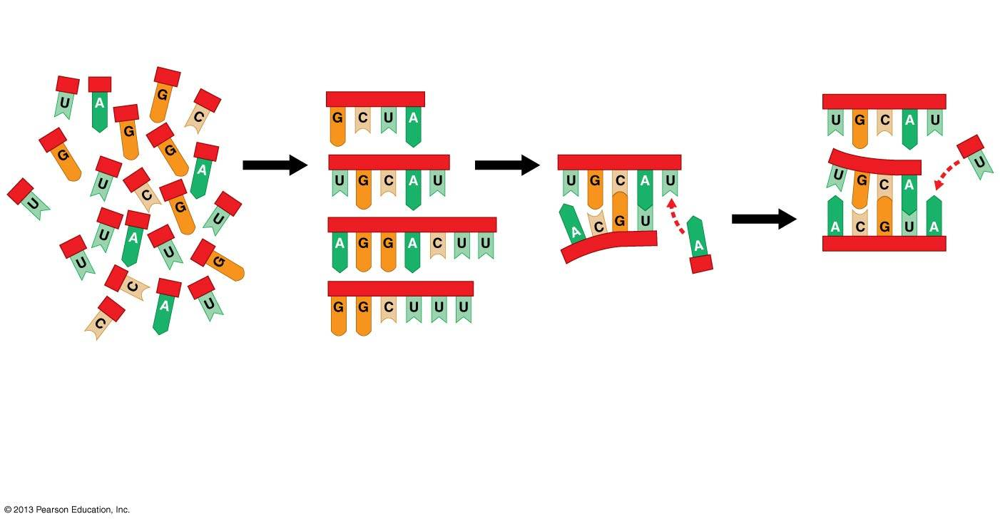 U A G C
G
G G
A
U
C
U G
U
U
A
U
U
G
U
C
A U
C
G C U A
U G C A U
A G G A C U U
G G C U U U
U G C A U
A C G U
A
U G C A U
U
U G C A
A C G U A
© 2013 Pearson Education, Inc.